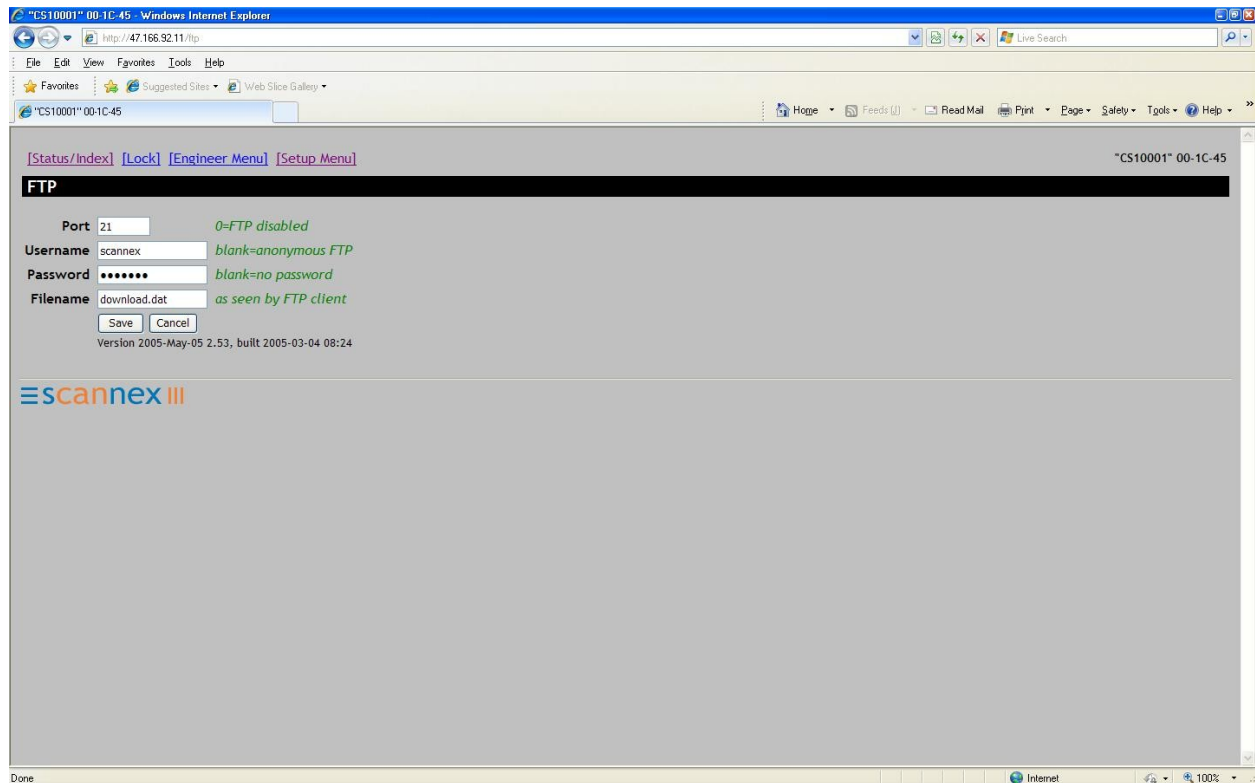 "CS10001" 00-1C-45 - Windows Internet Explorer
http://47.166.92.11/ftp
Live Search
File Edit View Favorites Tools Help
Favorites Suggested Sites Web Slice Gallery
"CS10001" 00-1C-45
Home Feeds (J) Read Mail Print Page Safety Tools Help »
[Status/Index] [Lock] [Engineer Menu] [Setup Menu] "CS10001" 00-1C-45
FTP
Port 21 0=FTP disabled
Username scannex blank=anonymous FTP
Password ••••••• blank=no password
Filename download.dat as seen by FTP client
Save Cancel
Version 2005-May-05 2.53, built 2005-03-04 08:24
scannex
Done Internet 100%